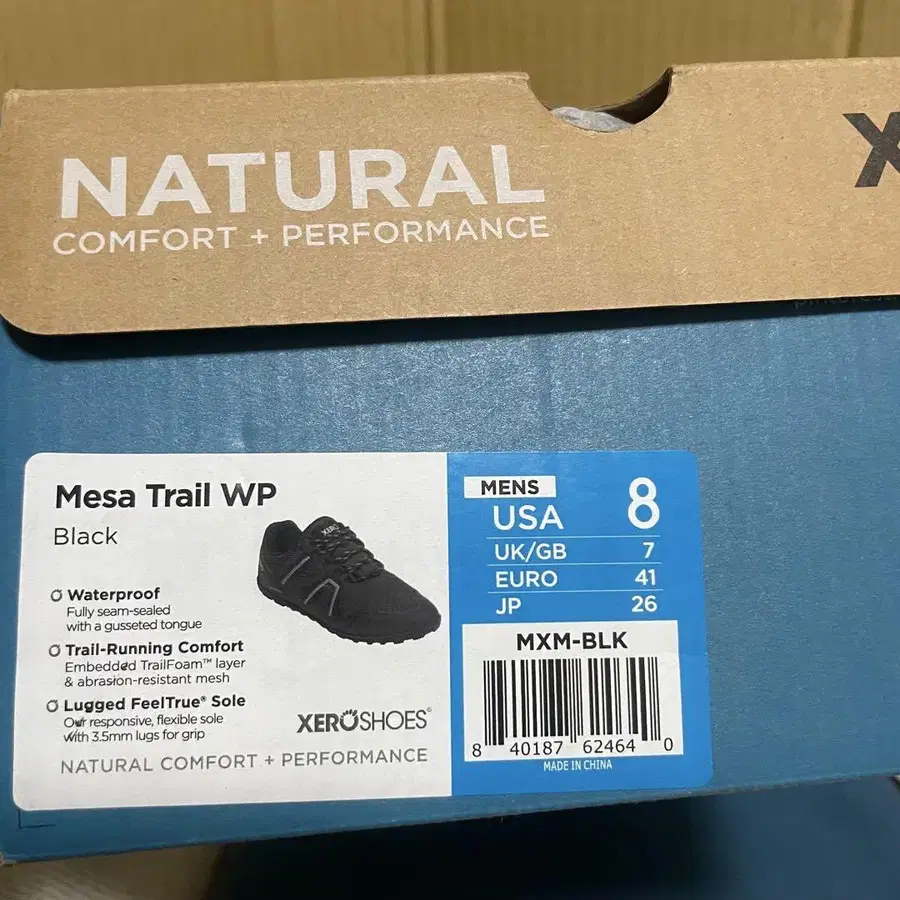 NATURAL
COMFORT + PERFORMANCE
Mesa Trail WP
Black
Waterproof
Fully seam-sealed
with a gusseted tongue
Trail-Running Comfort
Embedded TrailFoam™ layer
& abrasion-resistant mesh
Lugged FeelTrue® Sole
Our responsive, flexible sole
with 3.5mm lugs for grip
XEROSHOES®
NATURAL COMFORT + PERFORMANCE
XERO
MENS
USA 8
UK/GB 7
EURO 41
JP 26
MXM-BLK
8 40187 62464 0
MADE IN CHINA